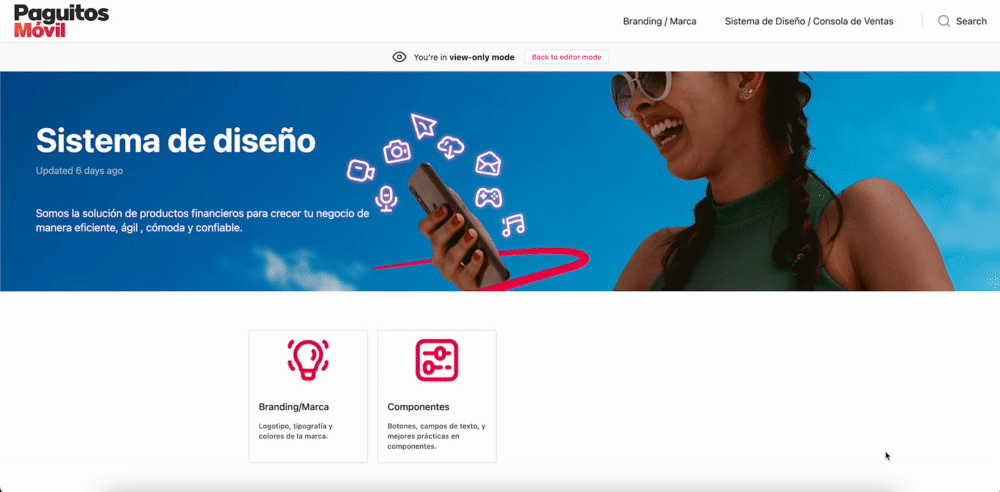 Paguitos
Móvil
Branding / Marca
Sistema de Diseño / Consola de Ventas
Search
You're in view-only mode
Back to editor mode
Sistema de diseño
Updated 6 days ago
Somos la solución de productos financieros para crecer tu negocio de
manera eficiente, ágil , cómoda y confiable.
Branding/Marca
Logotipo, tipografía y
colores de la marca.
Componentes
Botones, campos de texto, y
mejores prácticas en
componentes.